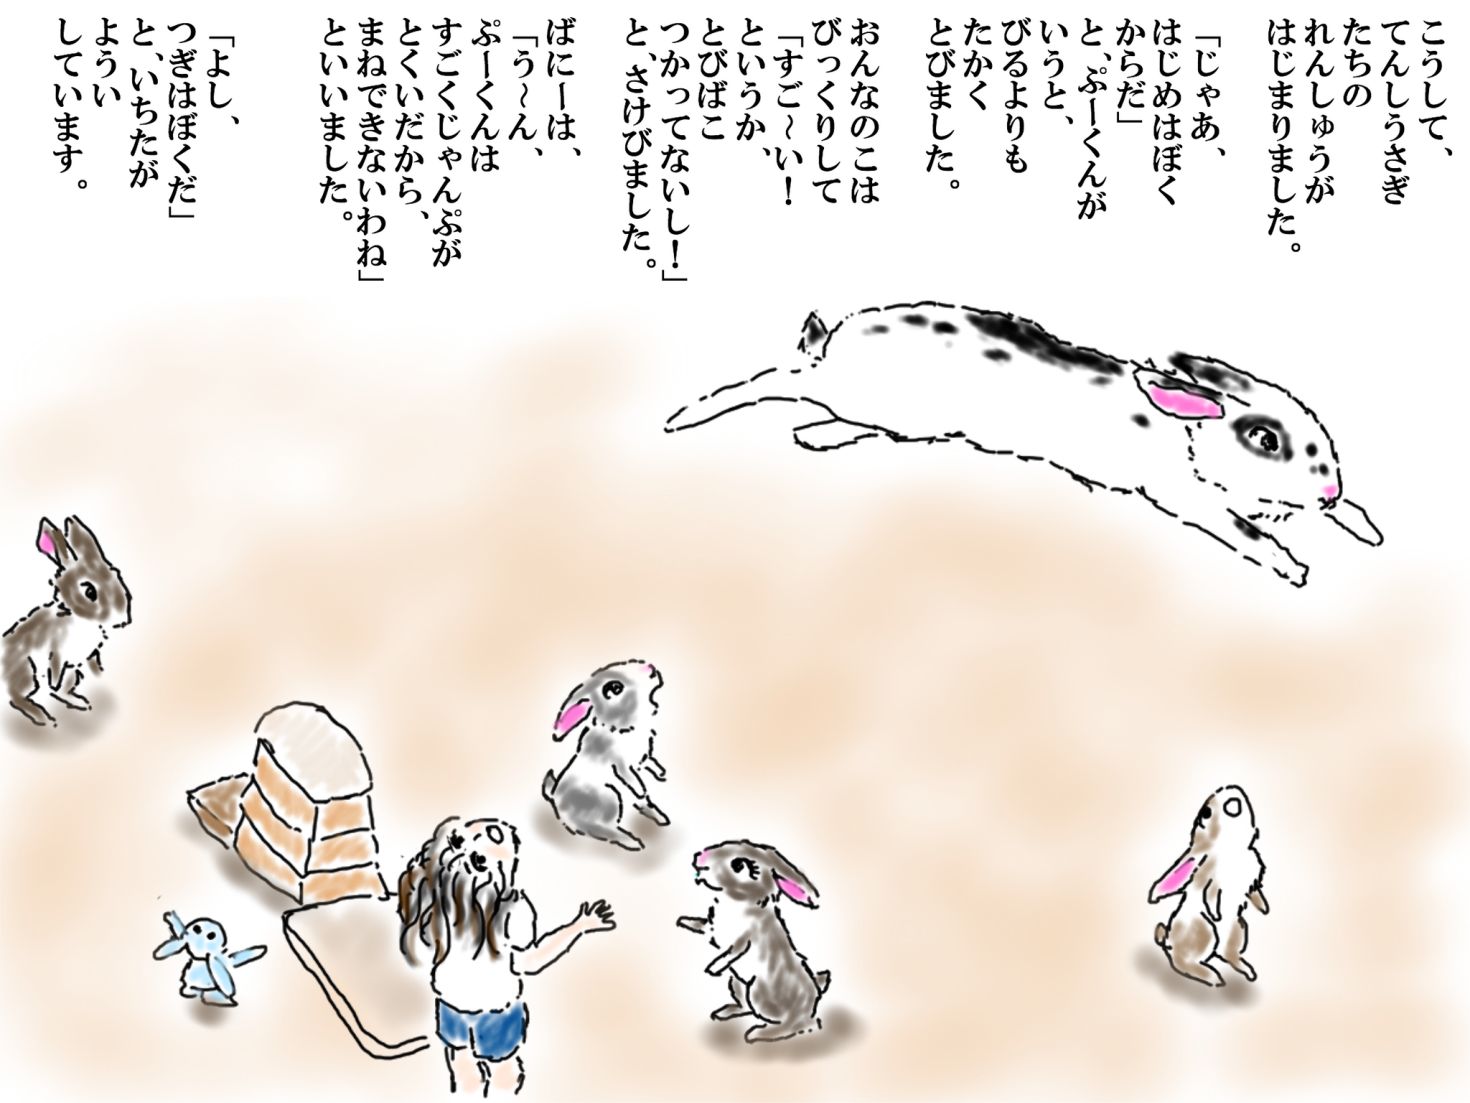 こうして、
てんしうさぎ
たちの
れんしゅうが
はじまりました。
「じゃあ、
はじめはぼく
からだ」
と、ぷーくんが
いうと、
びるよりも
たかく
とびました。
おんなのこは
びっくりして
「すご～い！
というか、
とびばこ
つかってないし！」
と、さけびました。
ばにーは、
「う～ん、
ぷーくんは
すごくじゃんぷが
とくいだから、
まねできないわね」
といいました。
「よし、
つぎはぼくだ」
と、いちたが
ようい
しています。